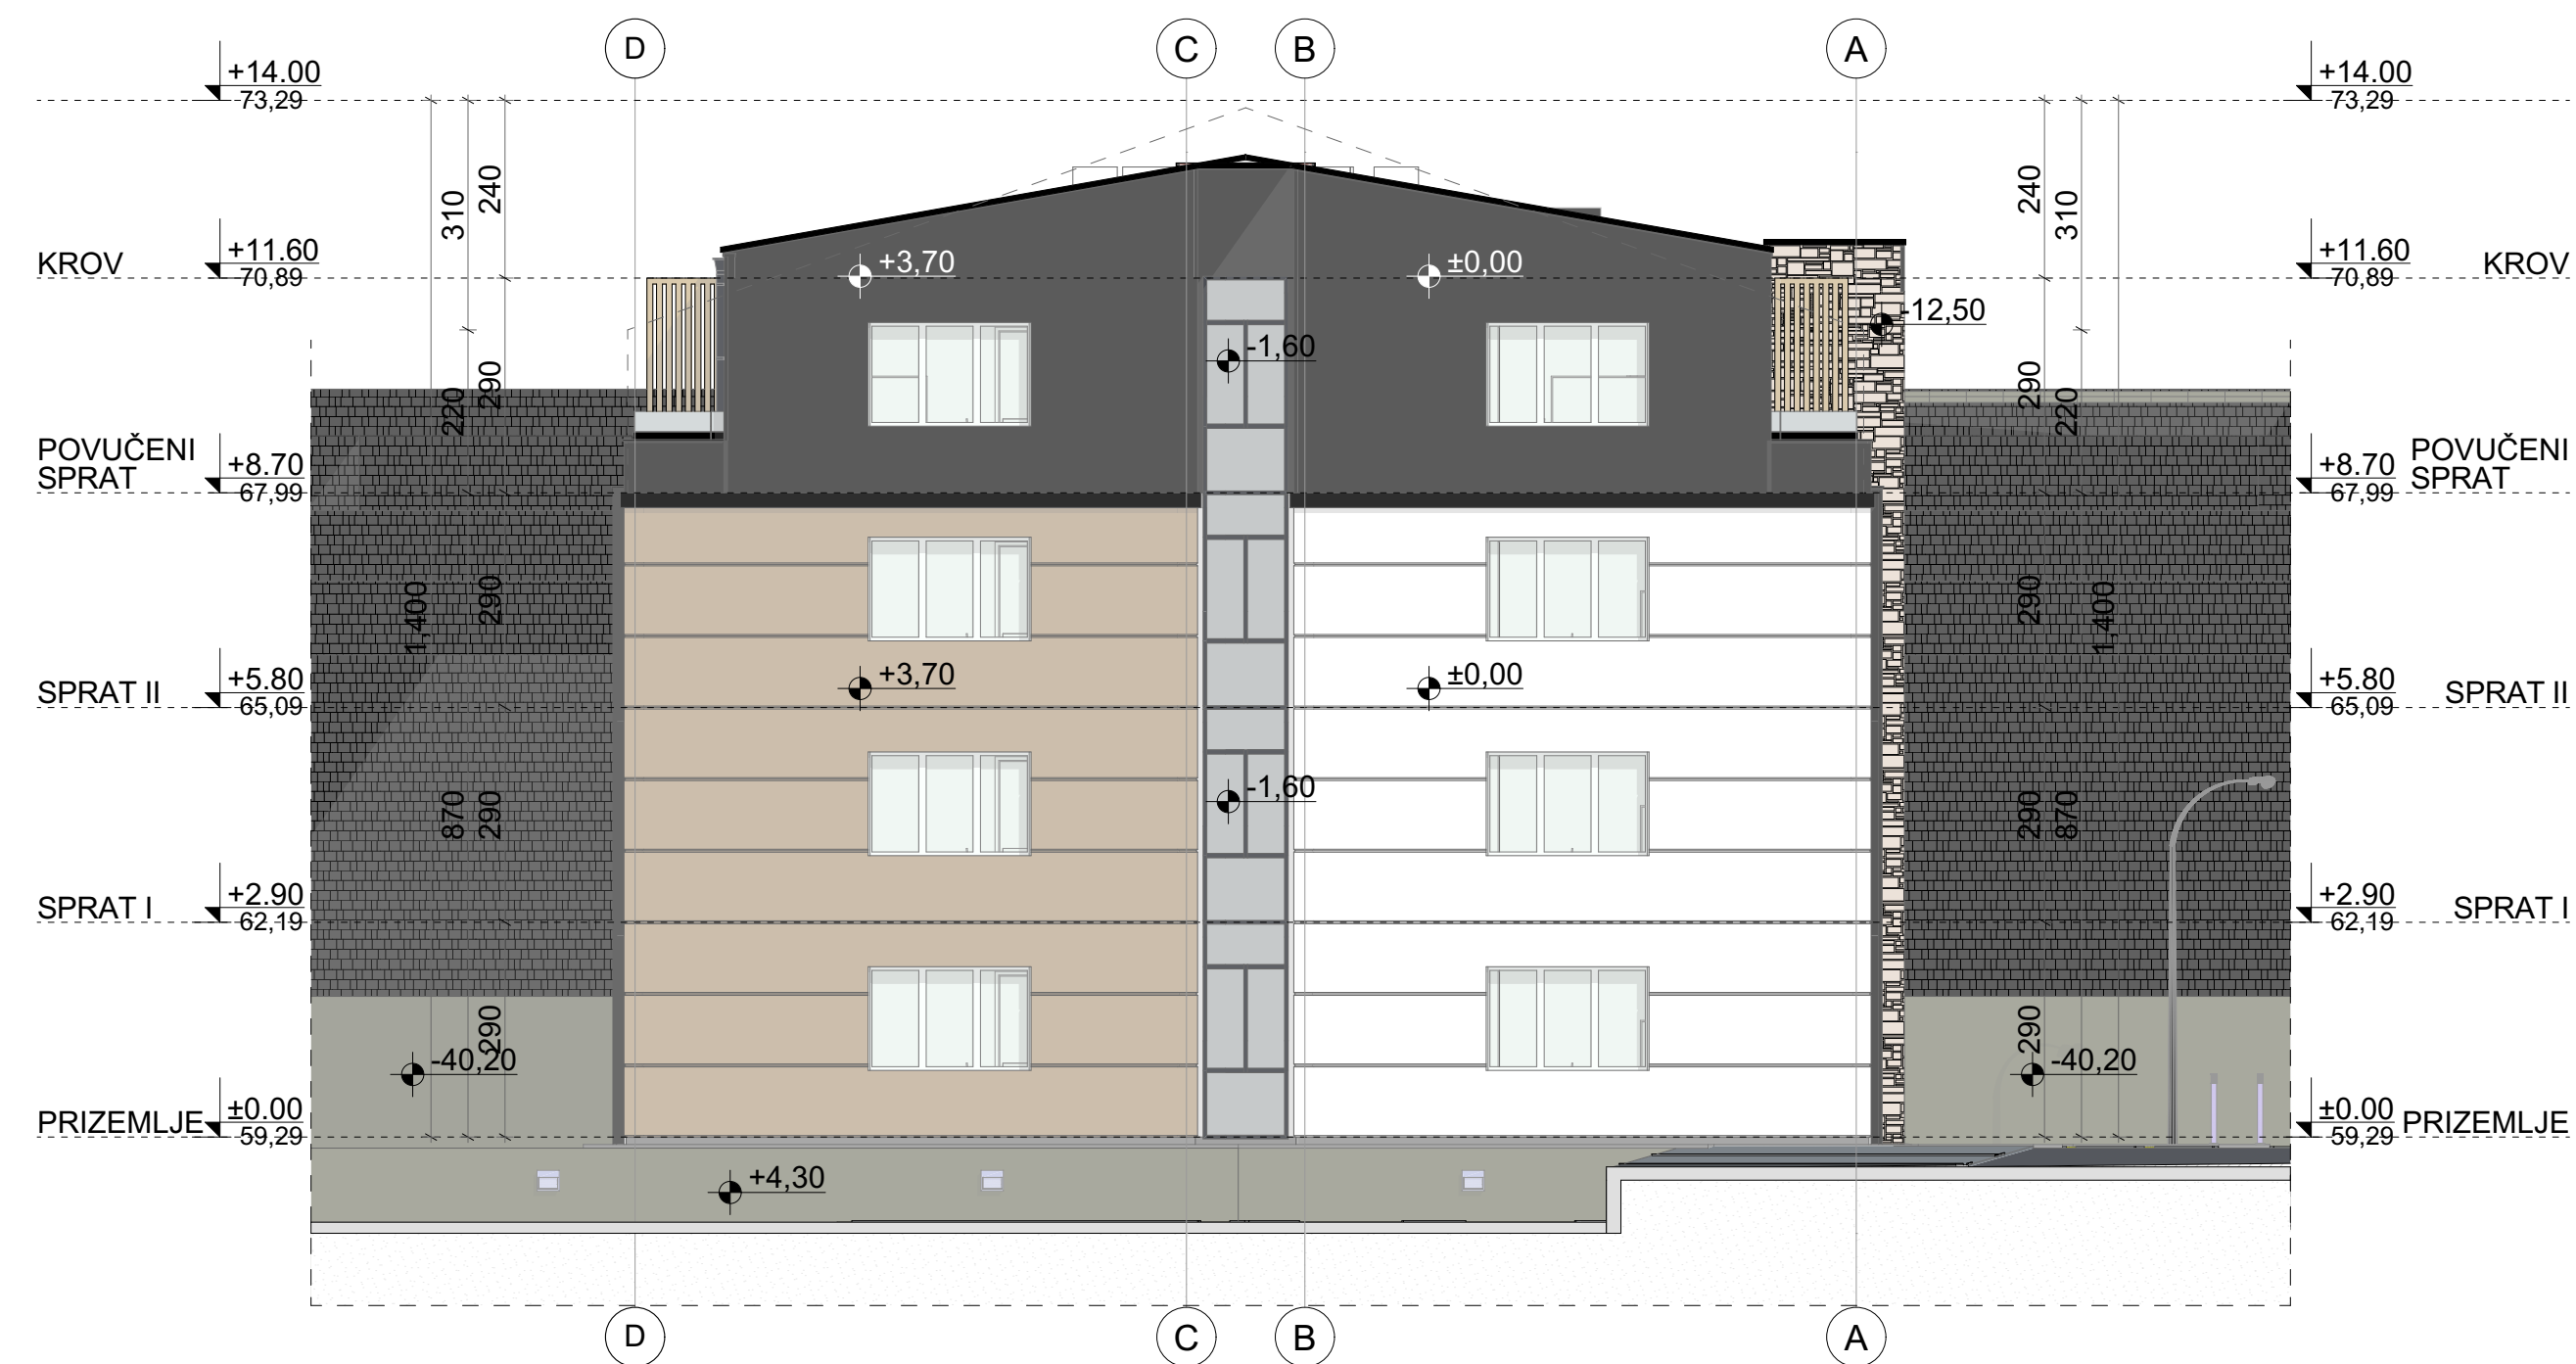 D
C
B
A
+14.00
73,29
+14.00
73,29
240
310
240
310
KROV
+11.60
70,89
+3,70
±0,00
+11.60
70,89
KROV
-12,50
-1,60
290
220
290
220
POVUČENI
SPRAT
+8.70
67,99
+8.70
67,99
POVUČENI
SPRAT
1,400
290
290
1,400
SPRAT II
+5.80
65,09
+3,70
±0,00
+5.80
65,09
SPRAT II
-1,60
870
290
290
870
SPRAT I
+2.90
62,19
+2.90
62,19
SPRAT I
290
290
-40,20
-40,20
PRIZEMLJE
±0.00
59,29
±0.00
59,29
PRIZEMLJE
+4,30
D
C
B
A